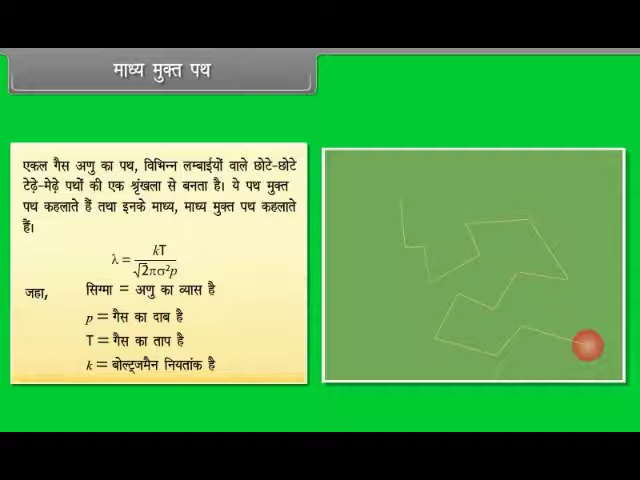 माध्य मुक्त पथ
एकल गैस अणु का पथ, विभिन्न लम्बाईयों वाले छोटे-छोटे
टेढ़े-मेढ़े पथों की एक श्रृंखला से बनता है। ये पथ मुक्त
पथ कहलाते हैं तथा इनके माध्य, माध्य मुक्त पथ कहलाते
हैं।
λ = kT / √2πσ²p
जहा, सिग्मा = अणु का व्यास है
p = गैस का दाब है
T = गैस का ताप है
k = बोल्ट्जमैन नियतांक है